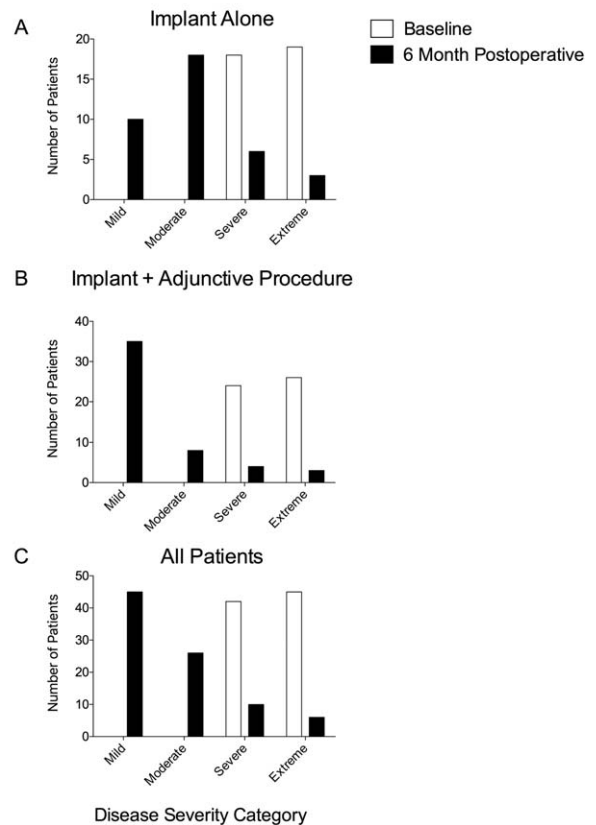 A
Implant Alone
Baseline
6 Month Postoperative
Number of Patients
20
15
10
5
0
Mild
Moderate
Severe
Extreme
B
Implant + Adjunctive Procedure
Number of Patients
40
30
20
10
0
Mild
Moderate
Severe
Extreme
C
All Patients
Number of Patients
50
40
30
20
10
0
Mild
Moderate
Severe
Extreme
Disease Severity Category